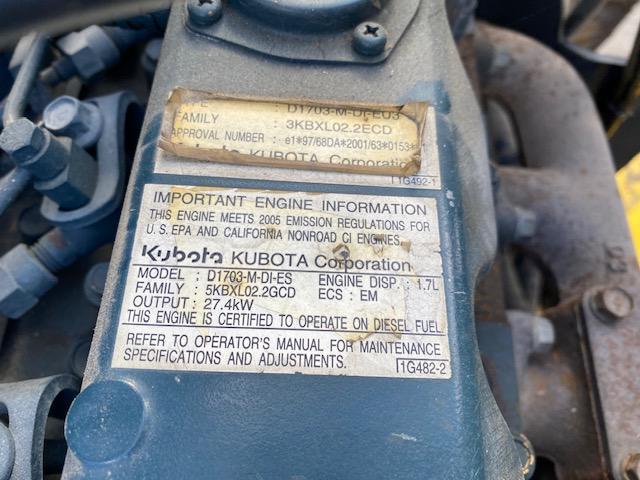 Kubota
: D1703-M-DI-EU3
FAMILY : 3KBXL02.2ECD
APPROVAL NUMBER : e1*97/68DA*2001/63*0153*
Kubota KUBOTA Corporation
1G492-1
IMPORTANT ENGINE INFORMATION
THIS ENGINE MEETS 2005 EMISSION REGULATIONS FOR
U.S. EPA AND CALIFORNIA NONROAD CI ENGINES.
Kubota KUBOTA Corporation
MODEL : D1703-M-DI-ES ENGINE DISP. : 1.7L
FAMILY : 5KBXL02.2GCD ECS : EM
OUTPUT : 27.4kW
THIS ENGINE IS CERTIFIED TO OPERATE ON DIESEL FUEL
REFER TO OPERATOR'S MANUAL FOR MAINTENANCE
SPECIFICATIONS AND ADJUSTMENTS. 1G482-2